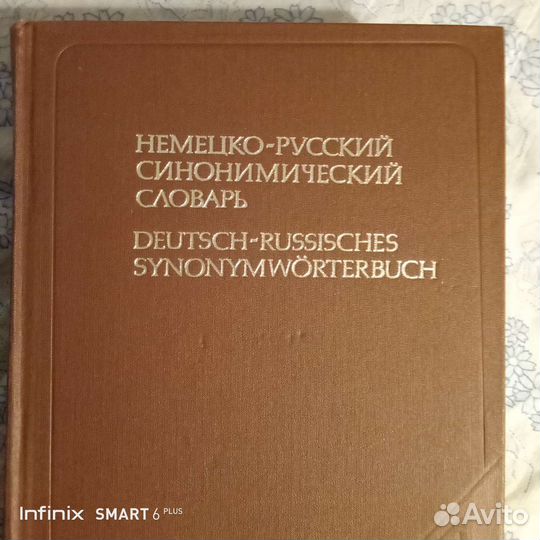 НЕМЕЦКО-РУССКИЙ
СИНОНИМИЧЕСКИЙ
СЛОВАРЬ
DEUTSCH-RUSSISCHES
SYNONYMWÖRTERBUCH
Infinix SMART 6 PLUS
Avito